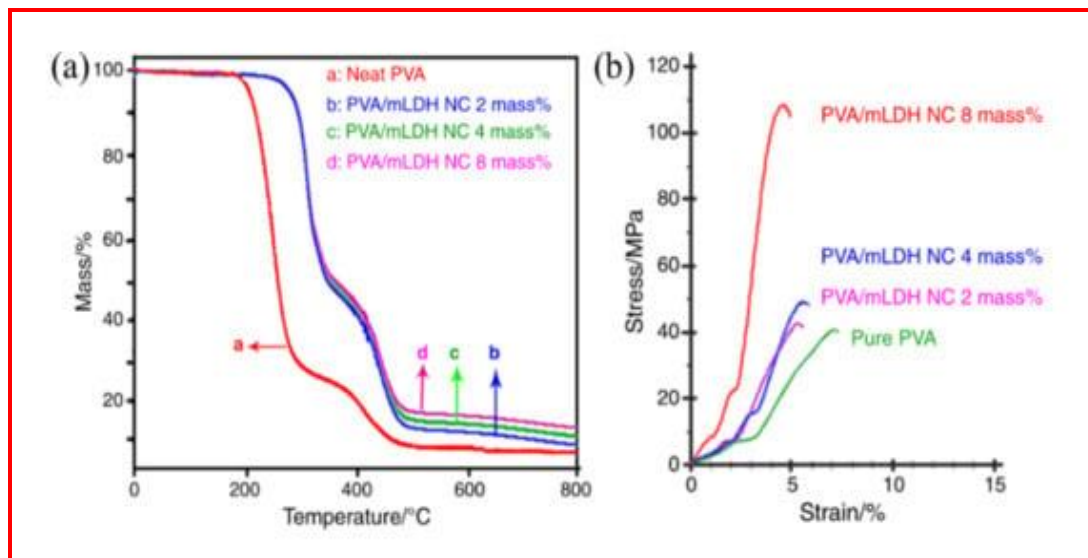 (a)
100
80
60
40
20
Mass/%
a: Neat PVA
b: PVA/mLDH NC 2 mass%
c: PVA/mLDH NC 4 mass%
d: PVA/mLDH NC 8 mass%
a
d
c
b
0
200
400
600
800
Temperature/°C
(b)
120
100
80
60
40
20
0
Stress/MPa
PVA/mLDH NC 8 mass%
PVA/mLDH NC 4 mass%
PVA/mLDH NC 2 mass%
Pure PVA
0
5
10
15
Strain/%